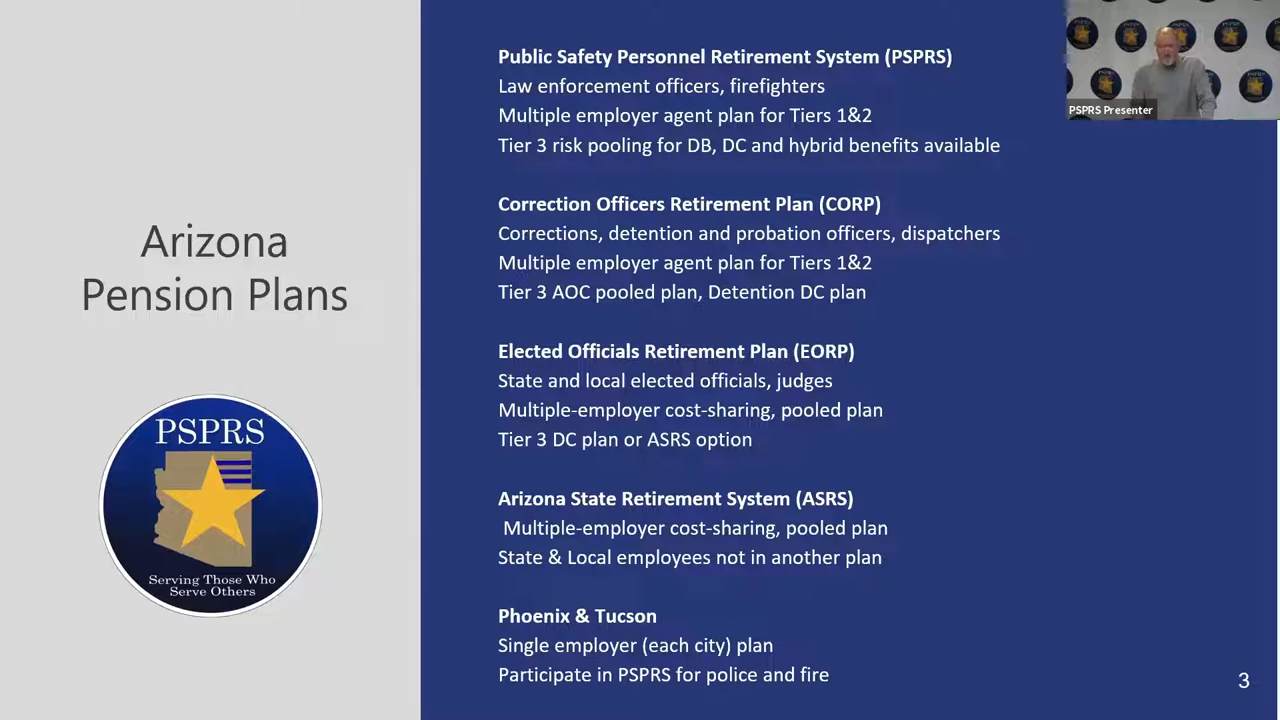 Arizona
Pension Plans
PSPRS
Serving Those Who
Serve Others
Public Safety Personnel Retirement System (PSPRS)
Law enforcement officers, firefighters
Multiple employer agent plan for Tiers 1&2
Tier 3 risk pooling for DB, DC and hybrid benefits available
Correction Officers Retirement Plan (CORP)
Corrections, detention and probation officers, dispatchers
Multiple employer agent plan for Tiers 1&2
Tier 3 AOC pooled plan, Detention DC plan
Elected Officials Retirement Plan (EORP)
State and local elected officials, judges
Multiple-employer cost-sharing, pooled plan
Tier 3 DC plan or ASRS option
Arizona State Retirement System (ASRS)
Multiple-employer cost-sharing, pooled plan
State & Local employees not in another plan
Phoenix & Tucson
Single employer (each city) plan
Participate in PSPRS for police and fire
3
PSPRS Presenter